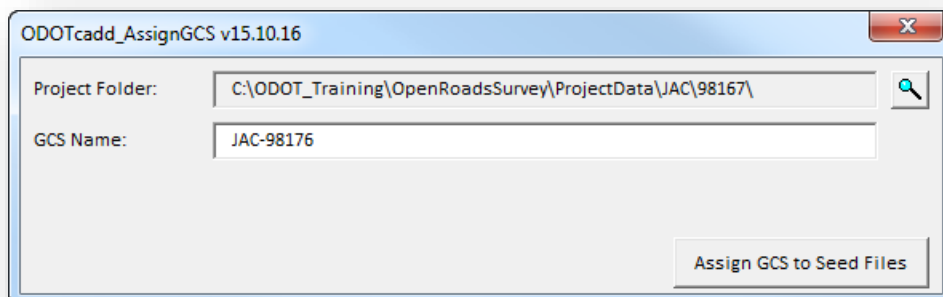 ODOTcadd_AssignGCS v15.10.16
Project Folder: C:\ODOT_Training\OpenRoadsSurvey\ProjectData\JAC\98167\
GCS Name: JAC-98176
Assign GCS to Seed Files